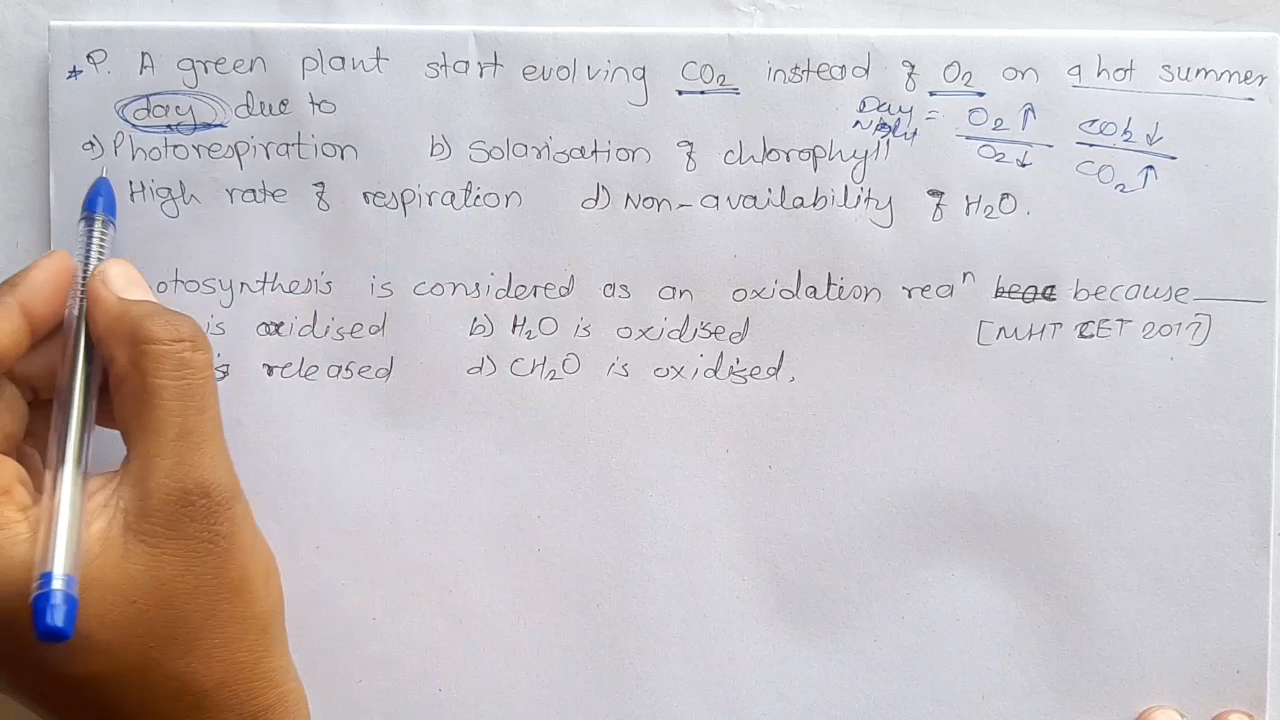 * Q. A green plant start evolving CO₂ instead of O₂ on a hot summer
day due to
Day Night = O₂↑ / O₂↓ CO2↓ / CO₂↑
a) Photorespiration b) Solarisation of chlorophyll
High rate of respiration d) Non-availability of H₂O.
otosynthesis is considered as an oxidation reaⁿ because ____
is oxidised b) H₂O is oxidised [MHT CET 2017]
is released d) CH₂O is oxidised.